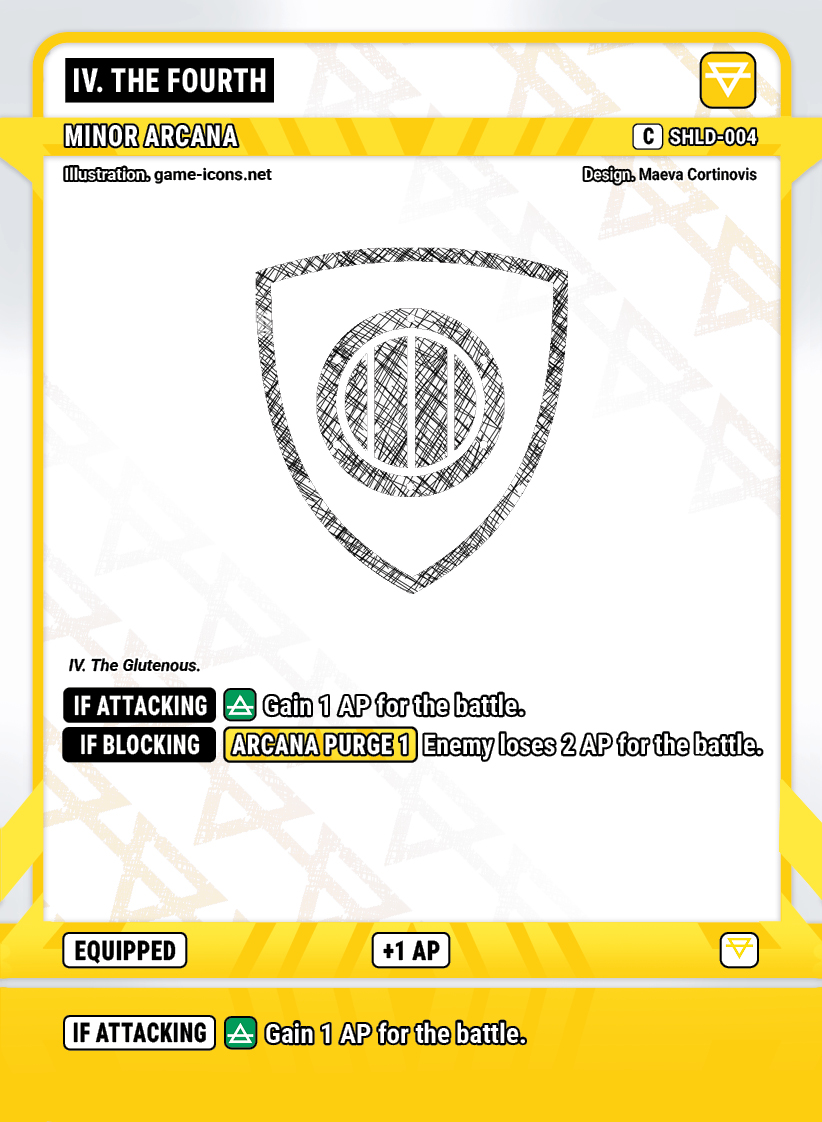 IV. THE FOURTH
MINOR ARCANA
C SHLD-004
Illustration. game-icons.net
Design. Maeva Cortinovis
IV. The Glutenous.
IF ATTACKING Gain 1 AP for the battle.
IF BLOCKING ARCANA PURGE 1 Enemy loses 2 AP for the battle.
EQUIPPED +1 AP
IF ATTACKING Gain 1 AP for the battle.